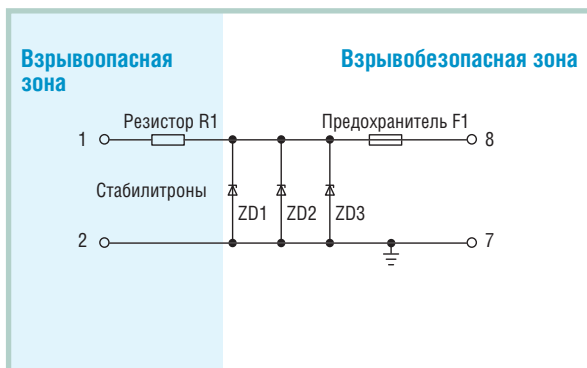 Взрывоопасная
зона
Взрывобезопасная зона
Резистор R1
Предохранитель F1
1
8
Стабилитроны
ZD1
ZD2
ZD3
2
7